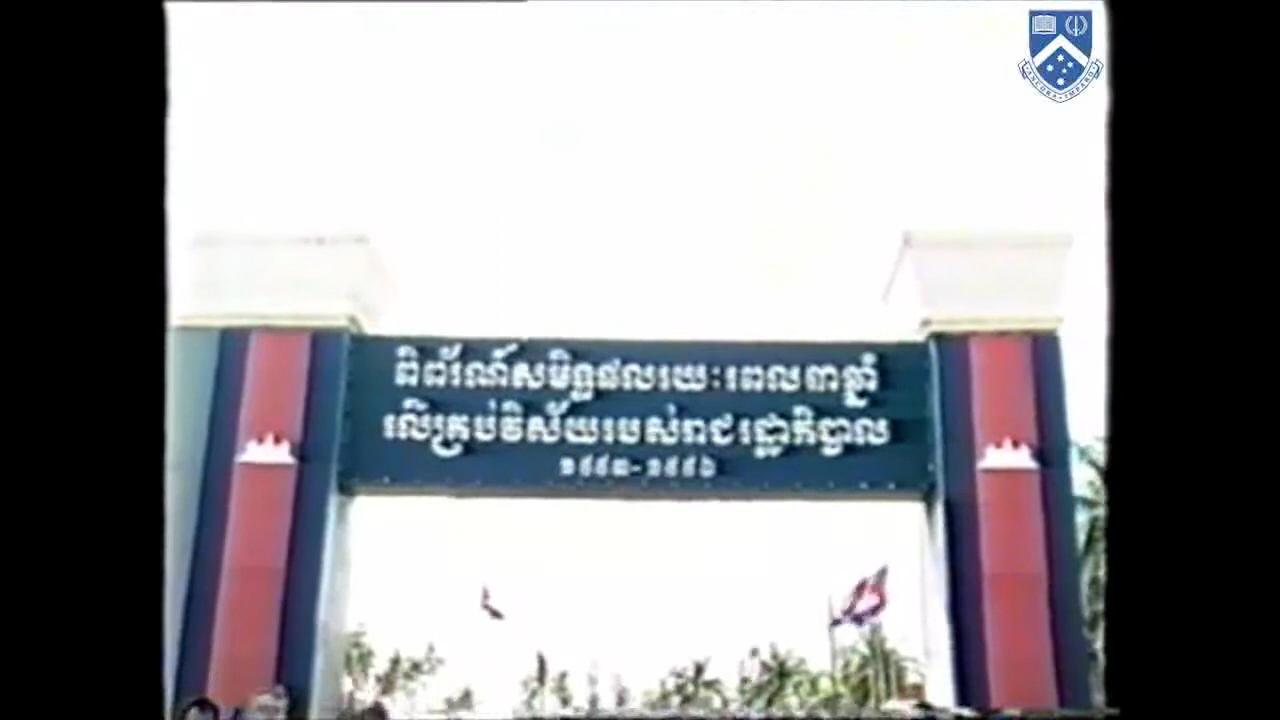 ពិព័រណ៍សមិទ្ធផលរយៈពេល៣ឆ្នាំ
លើគ្រប់វិស័យរបស់រាជរដ្ឋាភិបាល
១៩៩៣-១៩៩៦
ANCORA IMPARO